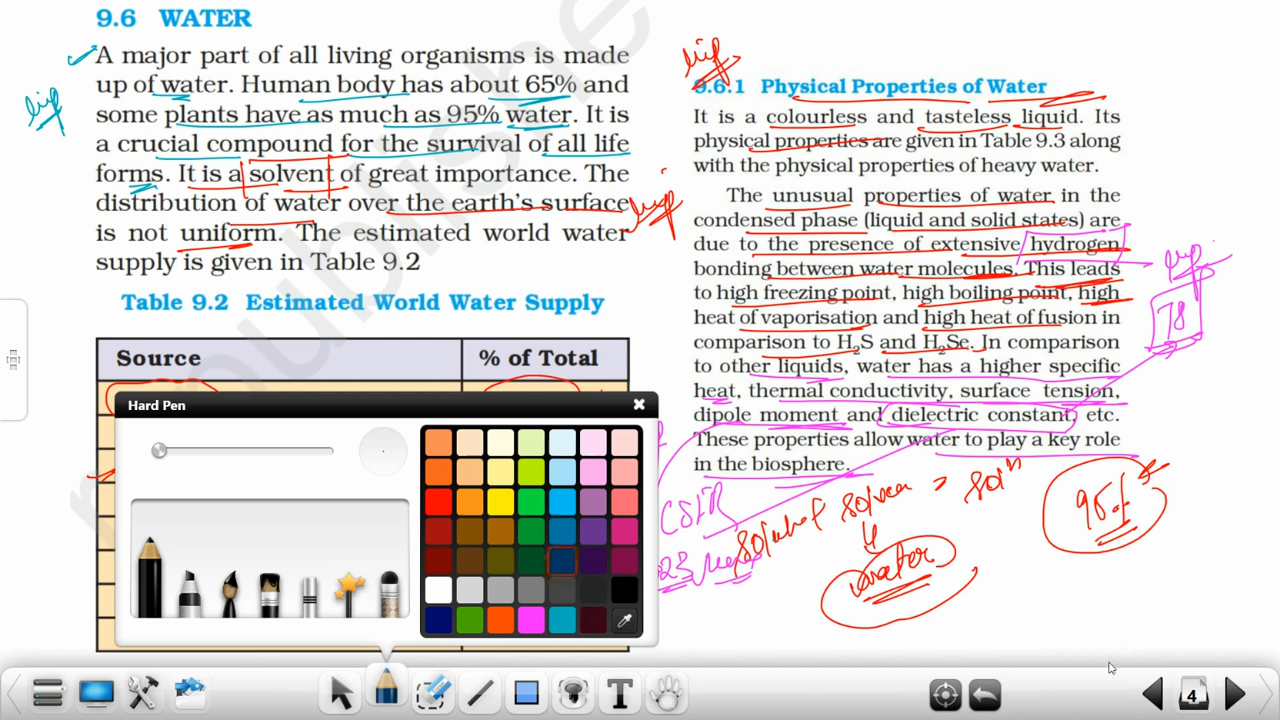 9.6 WATER
A major part of all living organisms is made
up of water. Human body has about 65% and
some plants have as much as 95% water. It is
a crucial compound for the survival of all life
forms. It is a solvent of great importance. The
distribution of water over the earth's surface
is not uniform. The estimated world water
supply is given in Table 9.2
Table 9.2 Estimated World Water Supply
Source % of Total
Hard Pen
imp
9.6.1 Physical Properties of Water
It is a colourless and tasteless liquid. Its
physical properties are given in Table 9.3 along
with the physical properties of heavy water.
The unusual properties of water in the
condensed phase (liquid and solid states) are
due to the presence of extensive hydrogen
bonding between water molecules. This leads
to high freezing point, high boiling point, high
heat of vaporisation and high heat of fusion in
comparison to H₂S and H₂Se. In comparison
to other liquids, water has a higher specific
heat, thermal conductivity, surface tension,
dipole moment and dielectric constant, etc.
These properties allow water to play a key role
in the biosphere.
imp
78
CSIR
solute + solven > solⁿ
water
95%
publishe
4